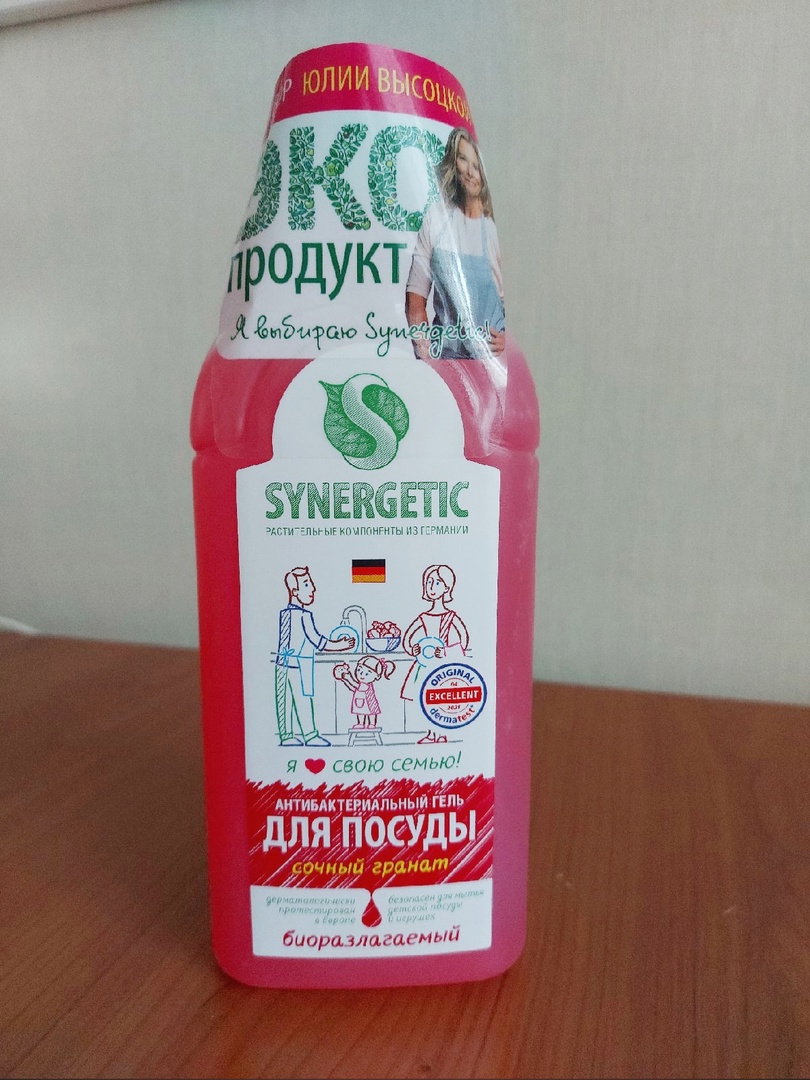 ЮЛИИ ВЫСОЦКОЙ
ЭКО
продукт
Я выбираю Synergetic!
SYNERGETIC
РАСТИТЕЛЬНЫЕ КОМПОНЕНТЫ ИЗ ГЕРМАНИИ
ORIGINAL
EXCELLENT
dermatest®
я ❤ свою семью!
АНТИБАКТЕРИАЛЬНЫЙ ГЕЛЬ
ДЛЯ ПОСУДЫ
сочный гранат
дерматологически
протестирован
в Европе
безопасен для мытья
детской посуды
и игрушек
биоразлагаемый